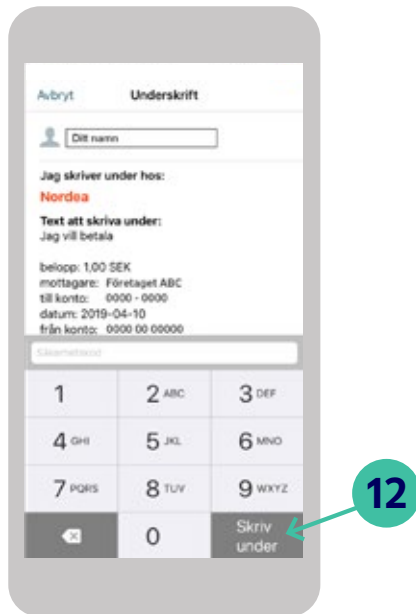 Avbryt Underskrift
Ditt namn
Jag skriver under hos:
Nordea
Text att skriva under:
Jag vill betala
belopp: 1,00 SEK
mottagare: Företaget ABC
till konto: 0000 - 0000
datum: 2019-04-10
från konto: 0000 00 00000
Säkerhetskod
1 2 ABC 3 DEF
4 GHI 5 JKL 6 MNO
7 PQRS 8 TUV 9 WXYZ
12
0 Skriv
under